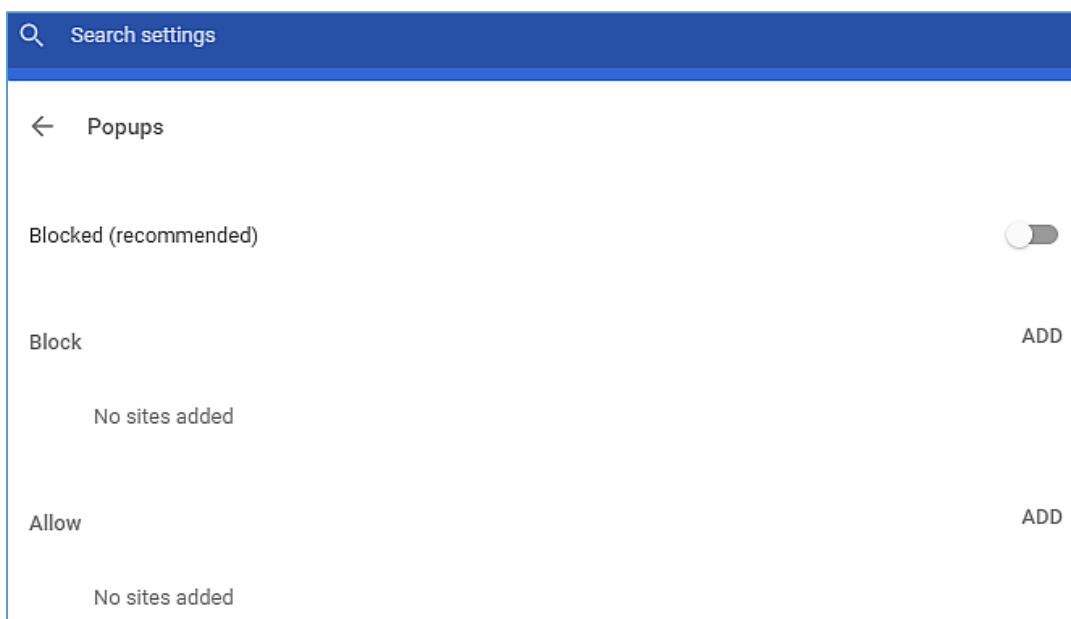 Search settings
Popups
Blocked (recommended)
Block
ADD
No sites added
Allow
ADD
No sites added